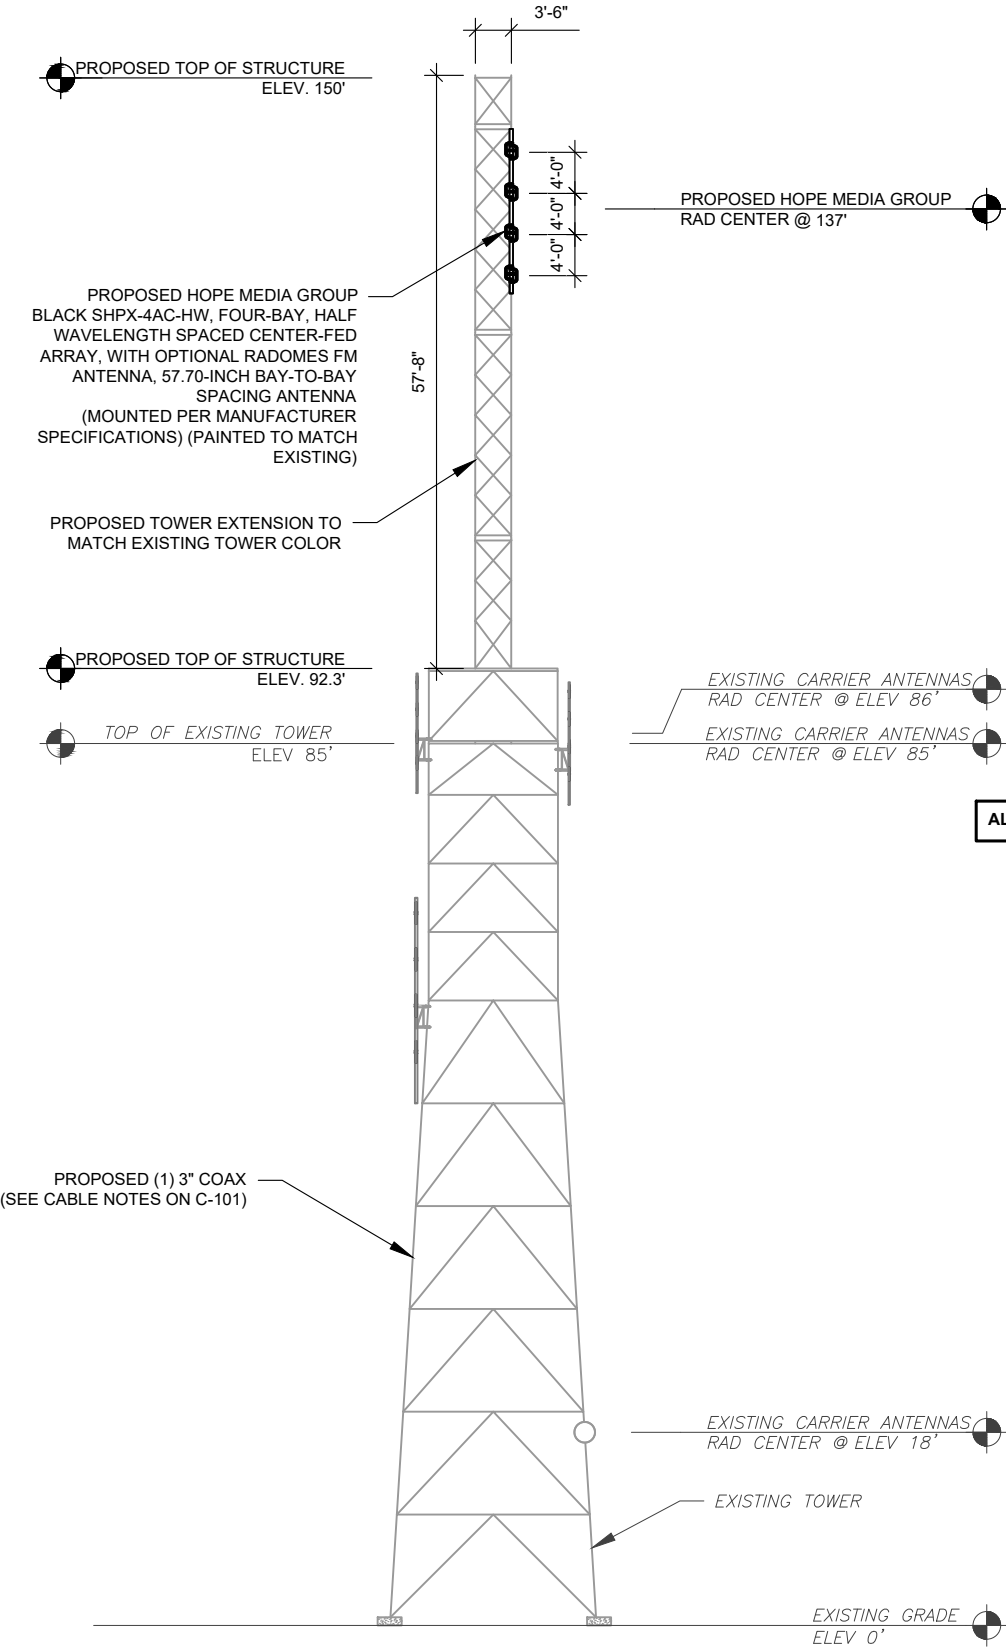 3'-6"
PROPOSED TOP OF STRUCTURE
ELEV. 150'
4'-0"
4'-0"
4'-0"
PROPOSED HOPE MEDIA GROUP
RAD CENTER @ 137'
PROPOSED HOPE MEDIA GROUP
BLACK SHPX-4AC-HW, FOUR-BAY, HALF
WAVELENGTH SPACED CENTER-FED
ARRAY, WITH OPTIONAL RADOMES FM
ANTENNA, 57.70-INCH BAY-TO-BAY
SPACING ANTENNA
(MOUNTED PER MANUFACTURER
SPECIFICATIONS) (PAINTED TO MATCH
EXISTING)
57'-8"
PROPOSED TOWER EXTENSION TO
MATCH EXISTING TOWER COLOR
PROPOSED TOP OF STRUCTURE
ELEV. 92.3'
EXISTING CARRIER ANTENNAS
RAD CENTER @ ELEV 86'
TOP OF EXISTING TOWER
ELEV 85'
EXISTING CARRIER ANTENNAS
RAD CENTER @ ELEV 85'
AL
PROPOSED (1) 3" COAX
(SEE CABLE NOTES ON C-101)
EXISTING CARRIER ANTENNAS
RAD CENTER @ ELEV 18'
EXISTING TOWER
EXISTING GRADE
ELEV 0'